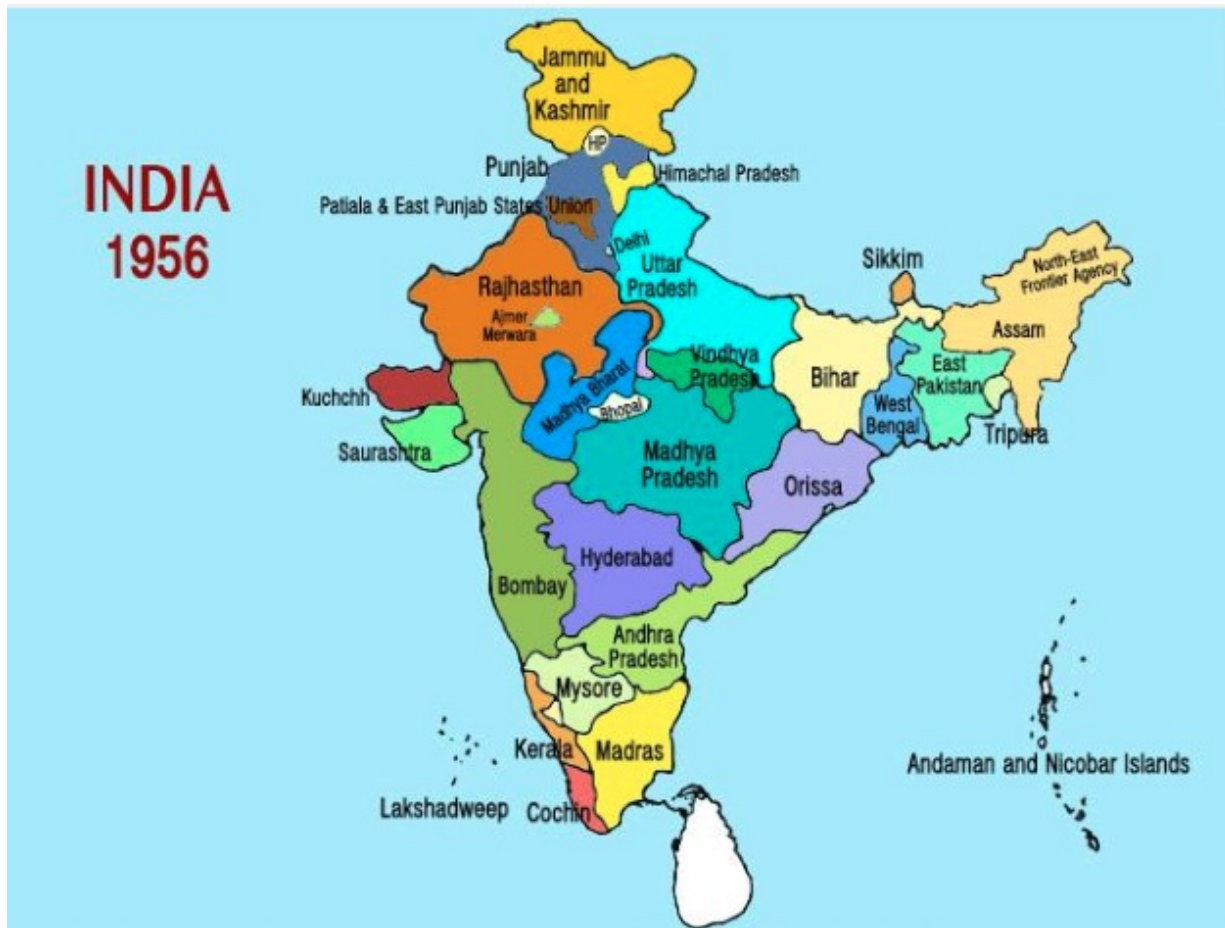 Jammu
and
Kashmir
HP
INDIA
1956
Punjab
Himachal Pradesh
Patiala & East Punjab States Union
Delhi
Uttar
Pradesh
Sikkim
North-East
Frontier Agency
Rajhasthan
Ajmer
Merwara
Assam
Vindhya
Pradesh
Madhya Bharat
Bihar
East
Pakistan
Kuchchh
Bhopal
West
Bengal
Tripura
Saurashtra
Madhya
Pradesh
Orissa
Hyderabad
Bombay
Andhra
Pradesh
Mysore
Kerala
Madras
Andaman and Nicobar Islands
Lakshadweep
Cochin